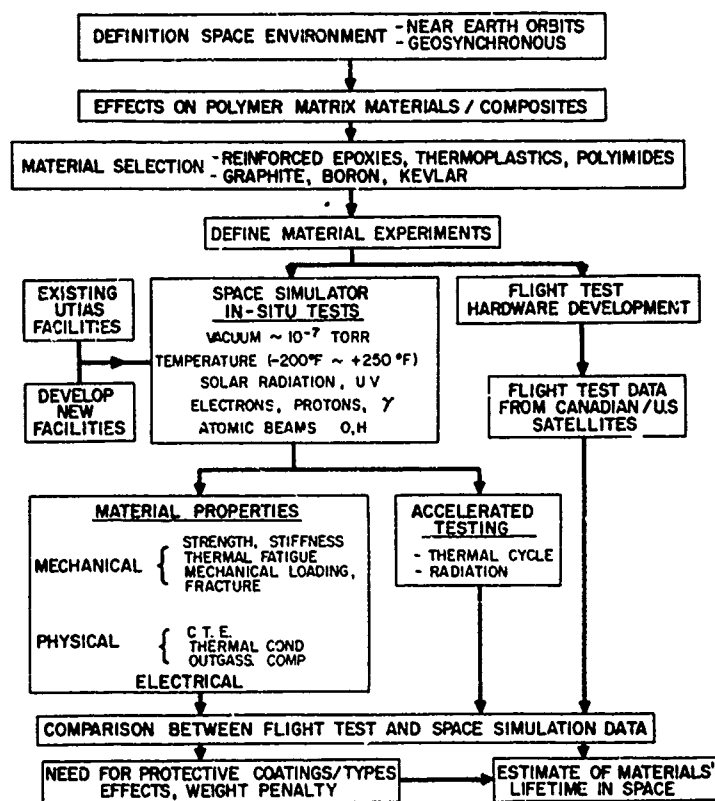 DEFINITION SPACE ENVIRONMENT -NEAR EARTH ORBITS
-GEOSYNCHRONOUS
EFFECTS ON POLYMER MATRIX MATERIALS / COMPOSITES
MATERIAL SELECTION -REINFORCED EPOXIES, THERMOPLASTICS, POLYIMIDES
- GRAPHITE, BORON, KEVLAR
DEFINE MATERIAL EXPERIMENTS
EXISTING
UTIAS
FACILITIES
DEVELOP
NEW
FACILITIES
SPACE SIMULATOR
IN-SITU TESTS
VACUUM ~ 10⁻⁷ TORR
TEMPERATURE (-200°F ~ +250°F)
SOLAR RADIATION, UV
ELECTRONS, PROTONS, γ
ATOMIC BEAMS O,H
FLIGHT TEST
HARDWARE DEVELOPMENT
FLIGHT TEST DATA
FROM CANADIAN/U.S
SATELLITES
MATERIAL PROPERTIES
MECHANICAL { STRENGTH, STIFFNESS
THERMAL FATIGUE
MECHANICAL LOADING,
FRACTURE
PHYSICAL { C.T.E.
THERMAL COND
OUTGASS. COMP
ELECTRICAL
ACCELERATED
TESTING
- THERMAL CYCLE
- RADIATION
COMPARISON BETWEEN FLIGHT TEST AND SPACE SIMULATION DATA
NEED FOR PROTECTIVE COATINGS/TYPES
EFFECTS, WEIGHT PENALTY
ESTIMATE OF MATERIALS'
LIFETIME IN SPACE